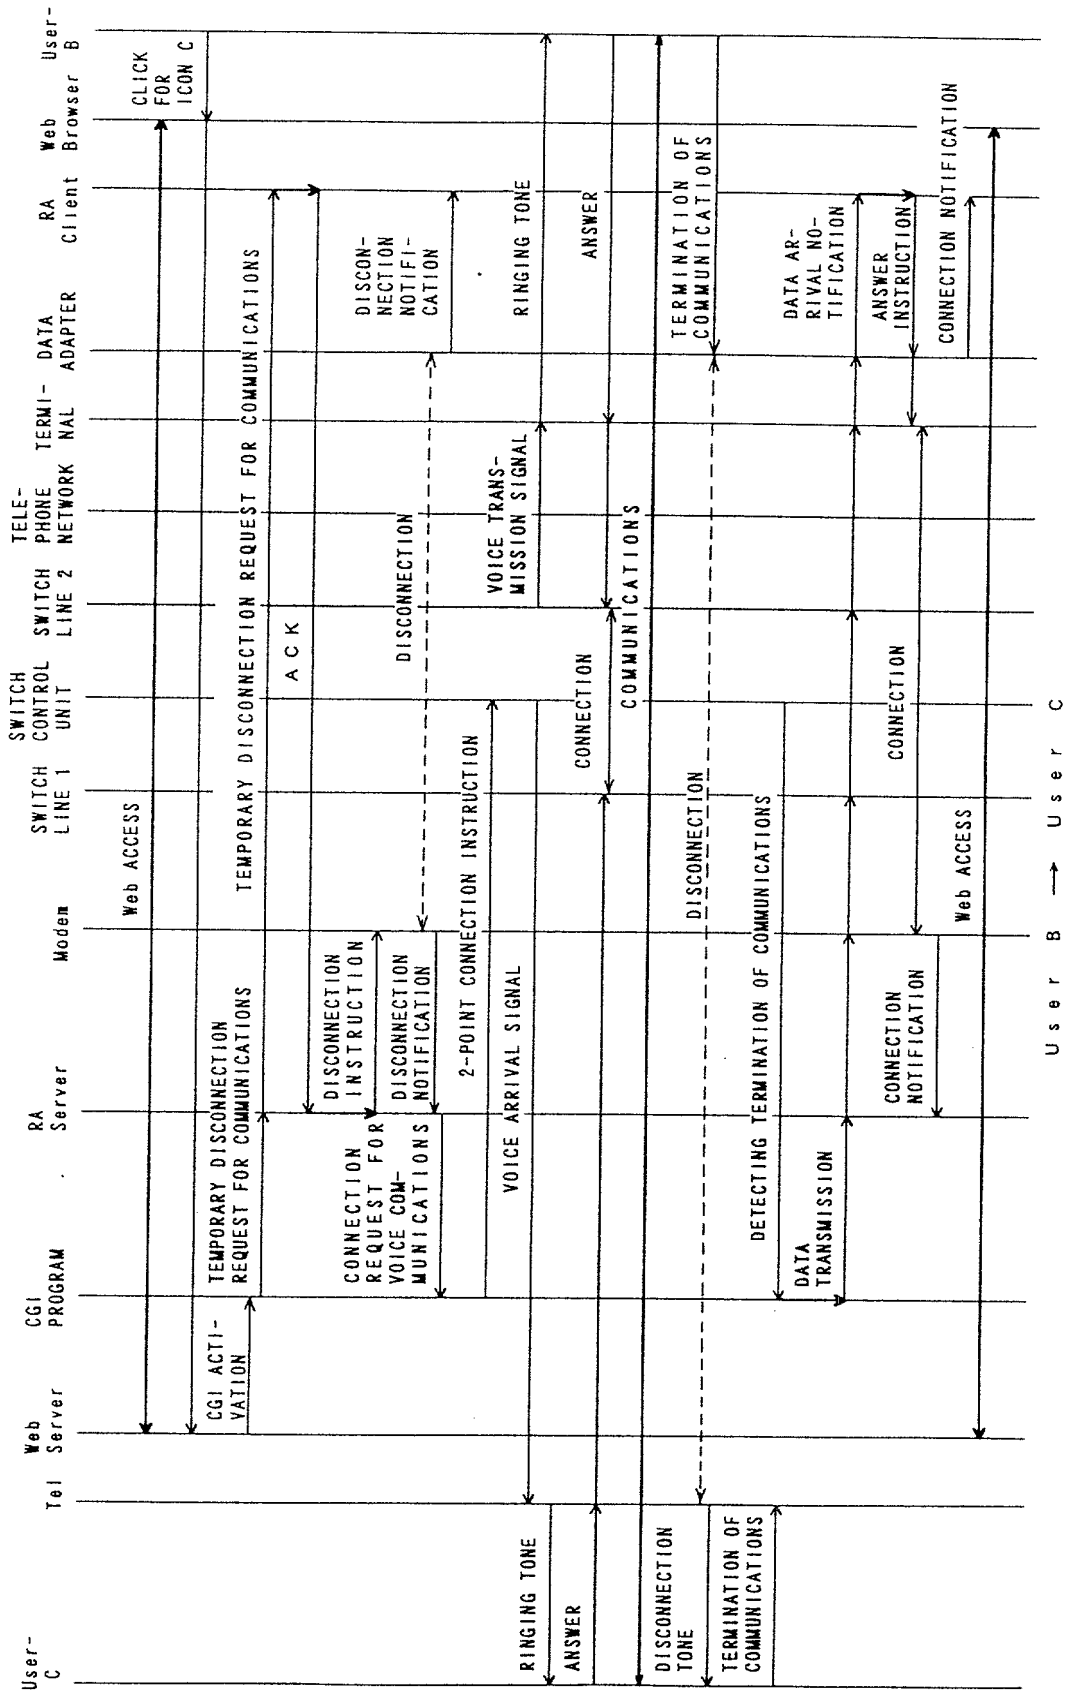 User-
C
Tel
Web
Server
CGI
PROGRAM
RA
Server
Modem
SWITCH
LINE 1
SWITCH
CONTROL
UNIT
SWITCH
LINE 2
TELE-
PHONE
NETWORK
TERMI-
NAL
DATA
ADAPTER
RA
Client
Web
Browser
User-
B
Web ACCESS
CLICK
FOR
ICON C
CGI ACTI-
VATION
TEMPORARY DISCONNECTION
REQUEST FOR COMMUNICATIONS
TEMPORARY DISCONNECTION REQUEST FOR COMMUNICATIONS
ACK
DISCONNECTION
INSTRUCTION
DISCONNECTION
DISCON-
NECTION
NOTIFI-
CATION
DISCONNECTION
NOTIFICATION
CONNECTION
REQUEST FOR
VOICE COM-
MUNICATIONS
2-POINT CONNECTION INSTRUCTION
VOICE ARRIVAL SIGNAL
VOICE TRANS-
MISSION SIGNAL
RINGING TONE
RINGING TONE
ANSWER
CONNECTION
ANSWER
COMMUNICATIONS
TERMINATION OF
COMMUNICATIONS
DISCONNECTION
DISCONNECTION
TONE
TERMINATION OF
COMMUNICATIONS
DETECTING TERMINATION OF COMMUNICATIONS
DATA
TRANSMISSION
DATA AR-
RIVAL NO-
TIFICATION
ANSWER
INSTRUCTION
CONNECTION
CONNECTION
NOTIFICATION
CONNECTION NOTIFICATION
Web ACCESS
User B → User C